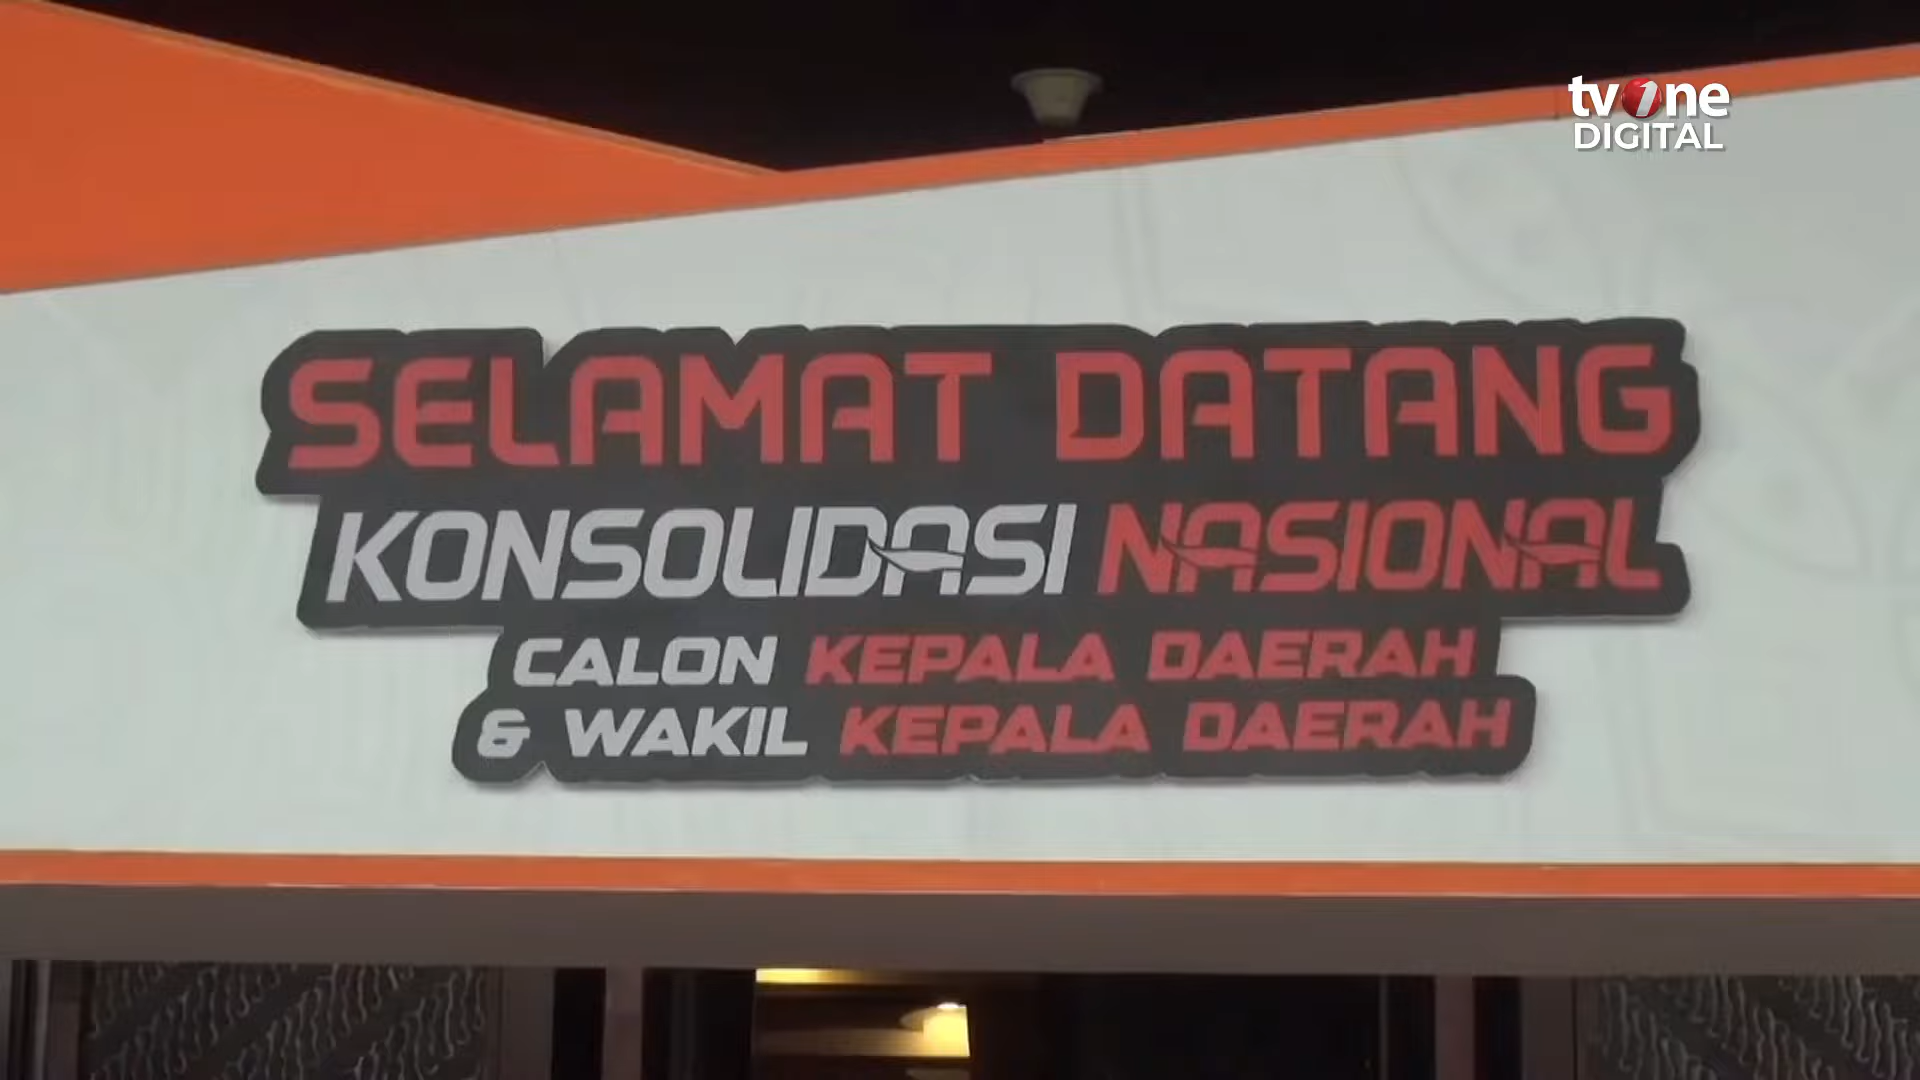 tvOne
DIGITAL
SELAMAT DATANG
KONSOLIDASI NASIONAL
CALON KEPALA DAERAH
& WAKIL KEPALA DAERAH